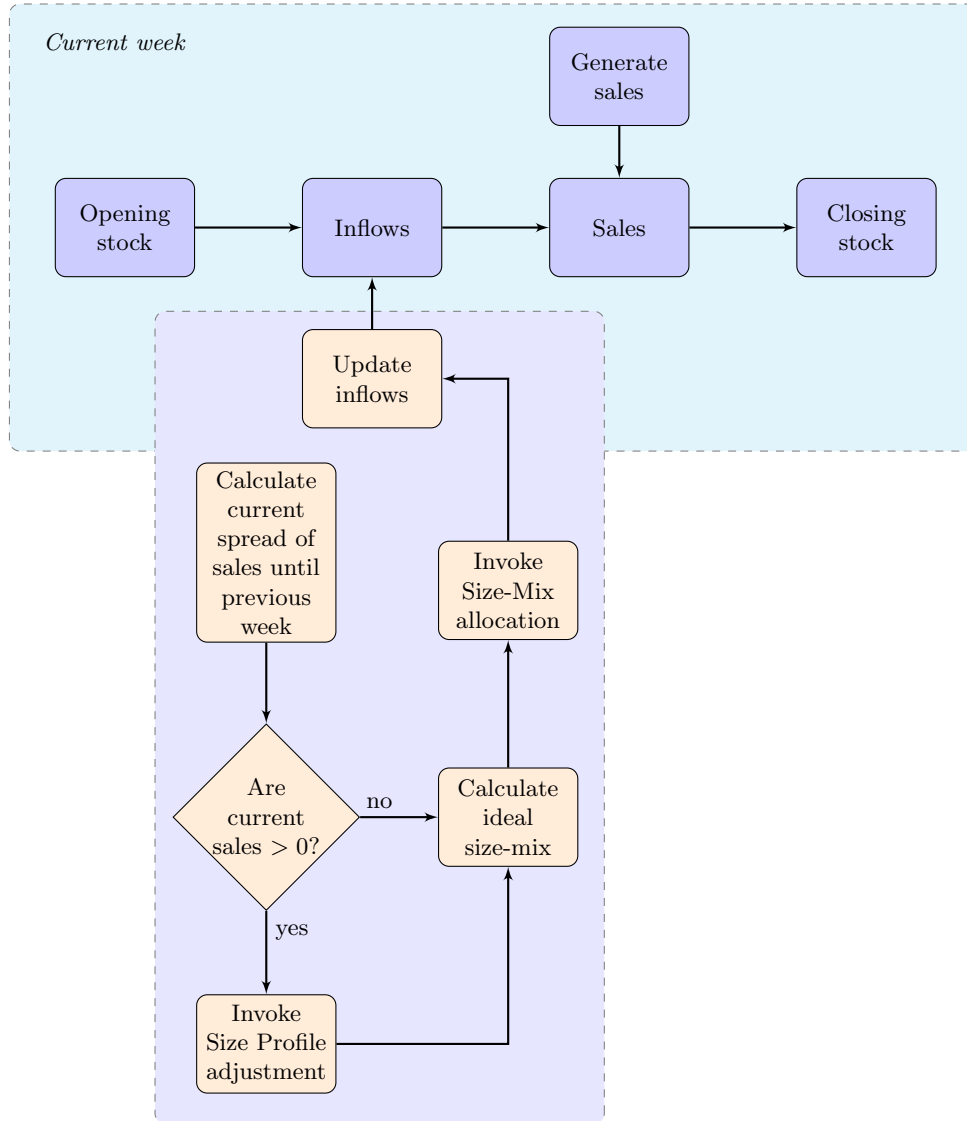 Current week
Generate
sales
Opening
stock
Inflows
Sales
Closing
stock
Update
inflows
Calculate
current
spread of
sales until
previous
week
Invoke
Size-Mix
allocation
Are
current
sales > 0?
no
Calculate
ideal
size-mix
yes
Invoke
Size Profile
adjustment